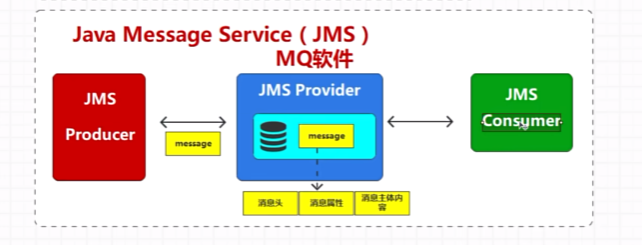 Java Message Service（JMS）
MQ软件
JMS
Producer
message
JMS Provider
message
JMS
Consumer
消息头
消息属性
消息主体内
容